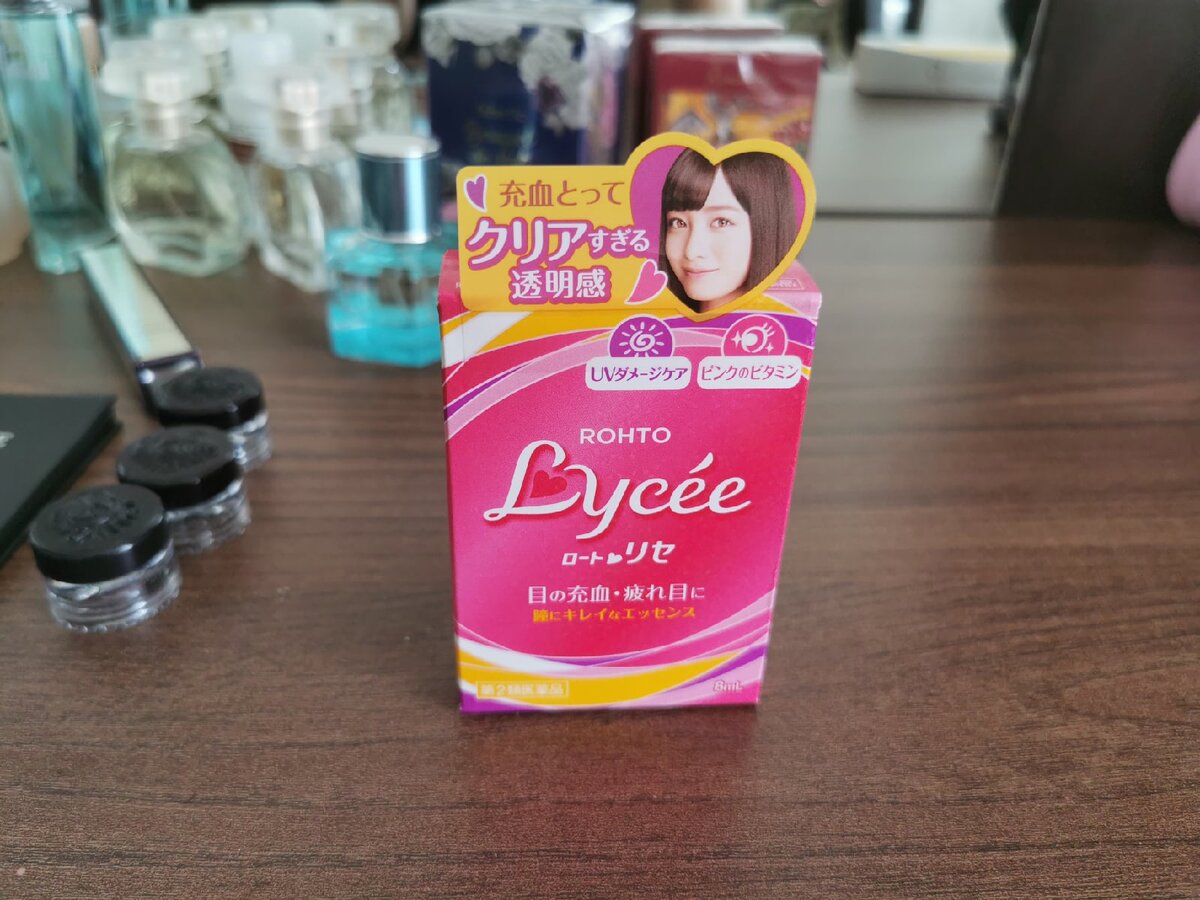 充血とって
クリアすぎる
透明感
UVダメージケア
ピンクのビタミン
ROHTO
Lycée
ロートリセ
目の充血・疲れ目に
瞳にキレイなエッセンス
第2類医薬品
8mL